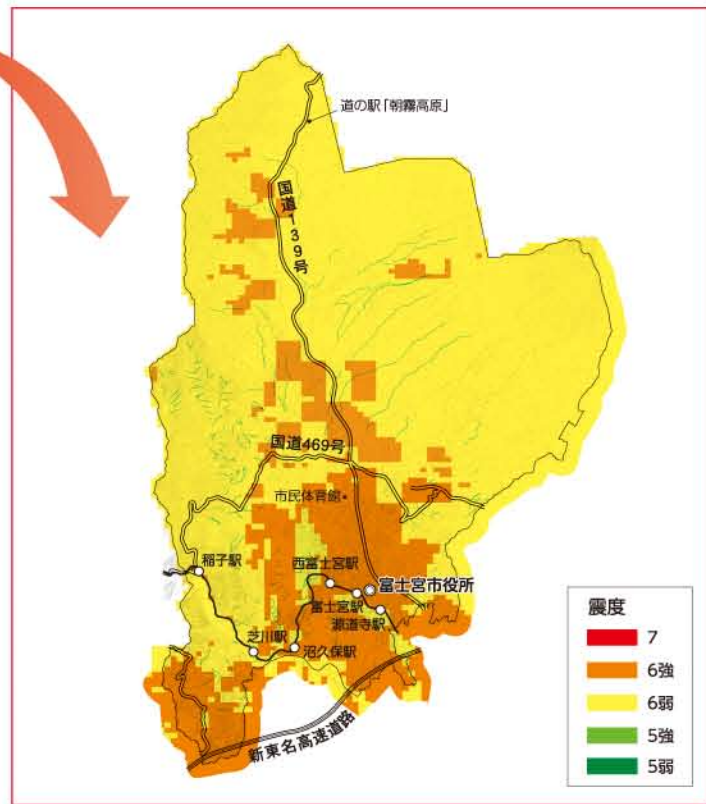 道の駅「朝霧高原」
国道139号
国道469号
市民体育館
稲子駅
西富士宮駅
富士宮市役所
富士宮駅
源道寺駅
芝川駅
沼久保駅
新東名高速道路
震度
7
6強
6弱
5強
5弱